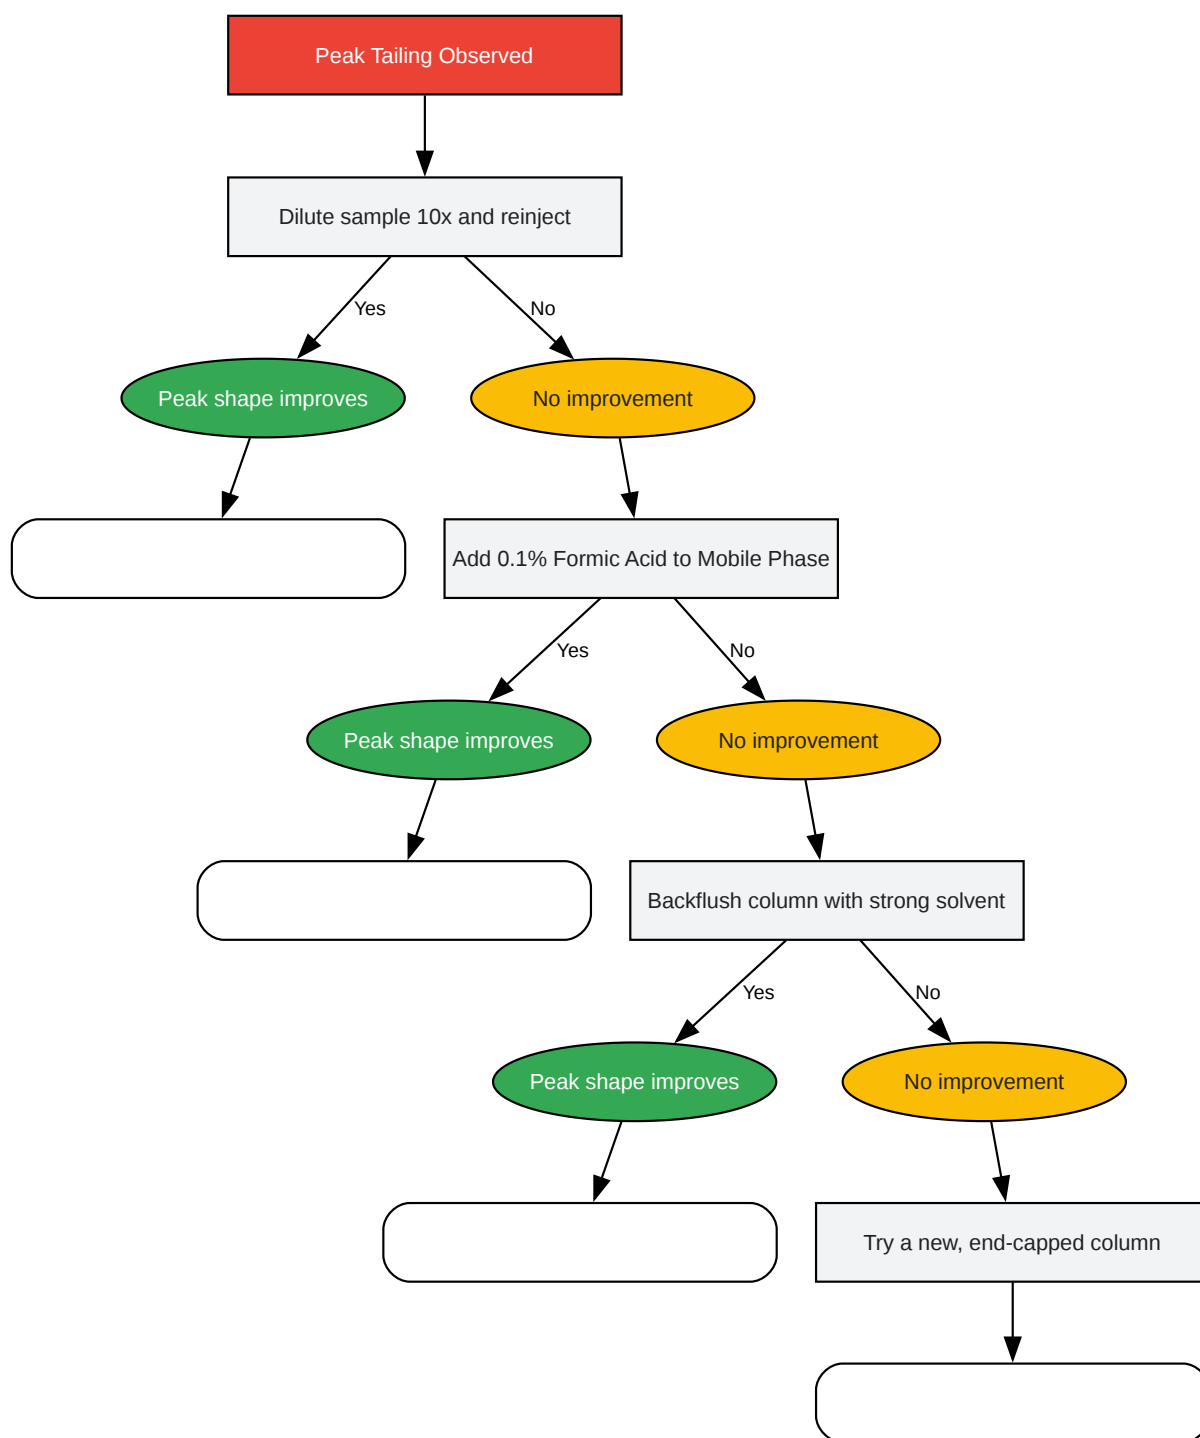 Peak Tailing Observed
Dilute sample 10x and reinject
Yes
No
Peak shape improves
No improvement
Add 0.1% Formic Acid to Mobile Phase
Yes
No
Peak shape improves
No improvement
Backflush column with strong solvent
Yes
No
Peak shape improves
No improvement
Try a new, end-capped column